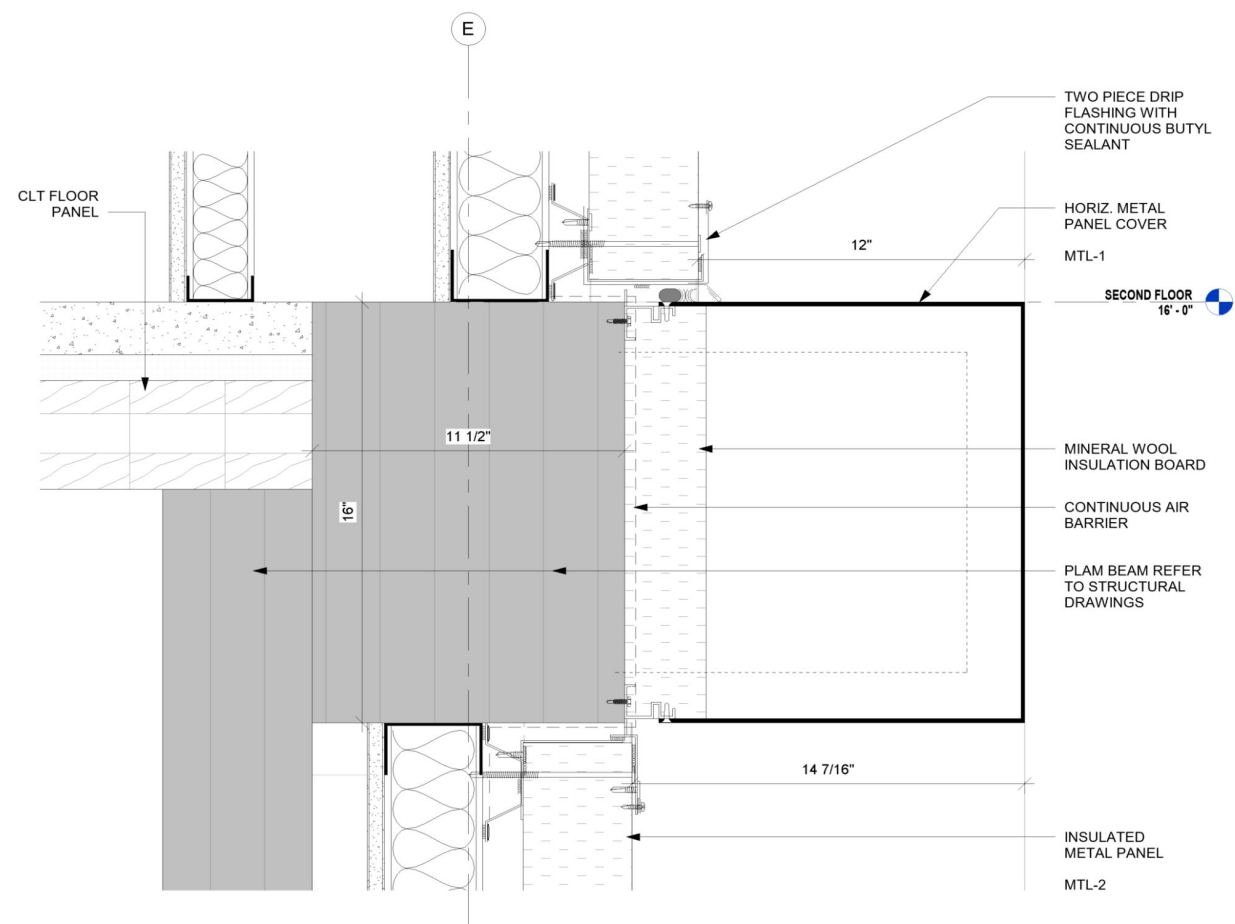 E
TWO PIECE DRIP
FLASHING WITH
CONTINUOUS BUTYL
SEALANT
CLT FLOOR
PANEL
HORIZ. METAL
PANEL COVER
MTL-1
12"
SECOND FLOOR
16' - 0"
11 1/2"
16"
MINERAL WOOL
INSULATION BOARD
CONTINUOUS AIR
BARRIER
PLAM BEAM REFER
TO STRUCTURAL
DRAWINGS
14 7/16"
INSULATED
METAL PANEL
MTL-2